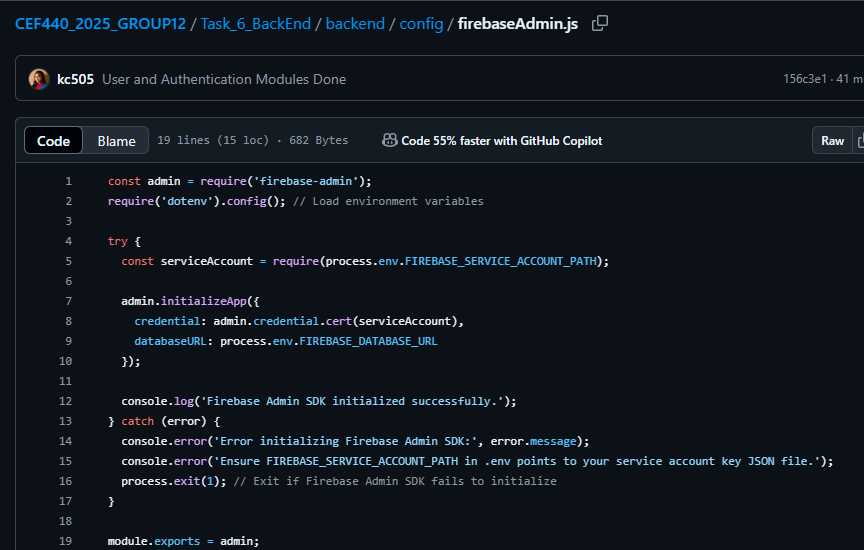 CEF440_2025_GROUP12 / Task_6_BackEnd / backend / config / firebaseAdmin.js
kc505 User and Authentication Modules Done 156c3e1 · 41 m
Code Blame 19 lines (15 loc) · 682 Bytes Code 55% faster with GitHub Copilot Raw
1 const admin = require('firebase-admin');
2 require('dotenv').config(); // Load environment variables
3
4 try {
5 const serviceAccount = require(process.env.FIREBASE_SERVICE_ACCOUNT_PATH);
6
7 admin.initializeApp({
8 credential: admin.credential.cert(serviceAccount),
9 databaseURL: process.env.FIREBASE_DATABASE_URL
10 });
11
12 console.log('Firebase Admin SDK initialized successfully.');
13 } catch (error) {
14 console.error('Error initializing Firebase Admin SDK:', error.message);
15 console.error('Ensure FIREBASE_SERVICE_ACCOUNT_PATH in .env points to your service account key JSON file.');
16 process.exit(1); // Exit if Firebase Admin SDK fails to initialize
17 }
18
19 module.exports = admin;